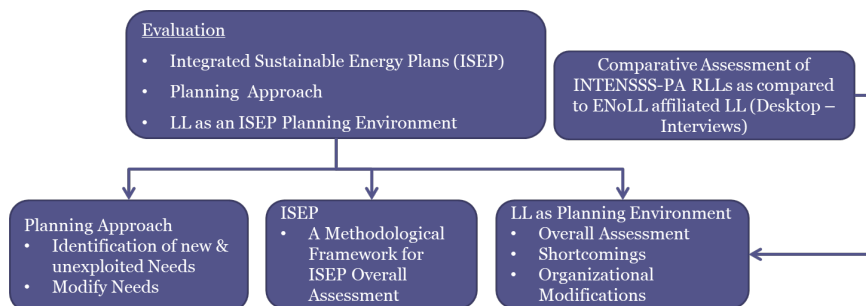 Evaluation
• Integrated Sustainable Energy Plans (ISEP)
• Planning Approach
• LL as an ISEP Planning Environment
Comparative Assessment of
INTENSSS-PA RLLs as compared
to ENoLL affiliated LL (Desktop –
Interviews)
Planning Approach
• Identification of new &
unexploited Needs
• Modify Needs
ISEP
• A Methodological
Framework for
ISEP Overall
Assessment
LL as Planning Environment
• Overall Assessment
• Shortcomings
• Organizational
Modifications